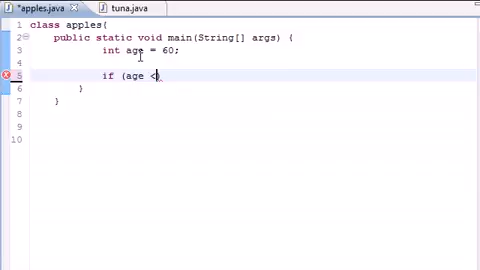 *apples.java tuna.java
1 class apples{
2 public static void main(String[] args) {
3 int age = 60;
4
5 if (age <)
6 }
7 }
8
9
10